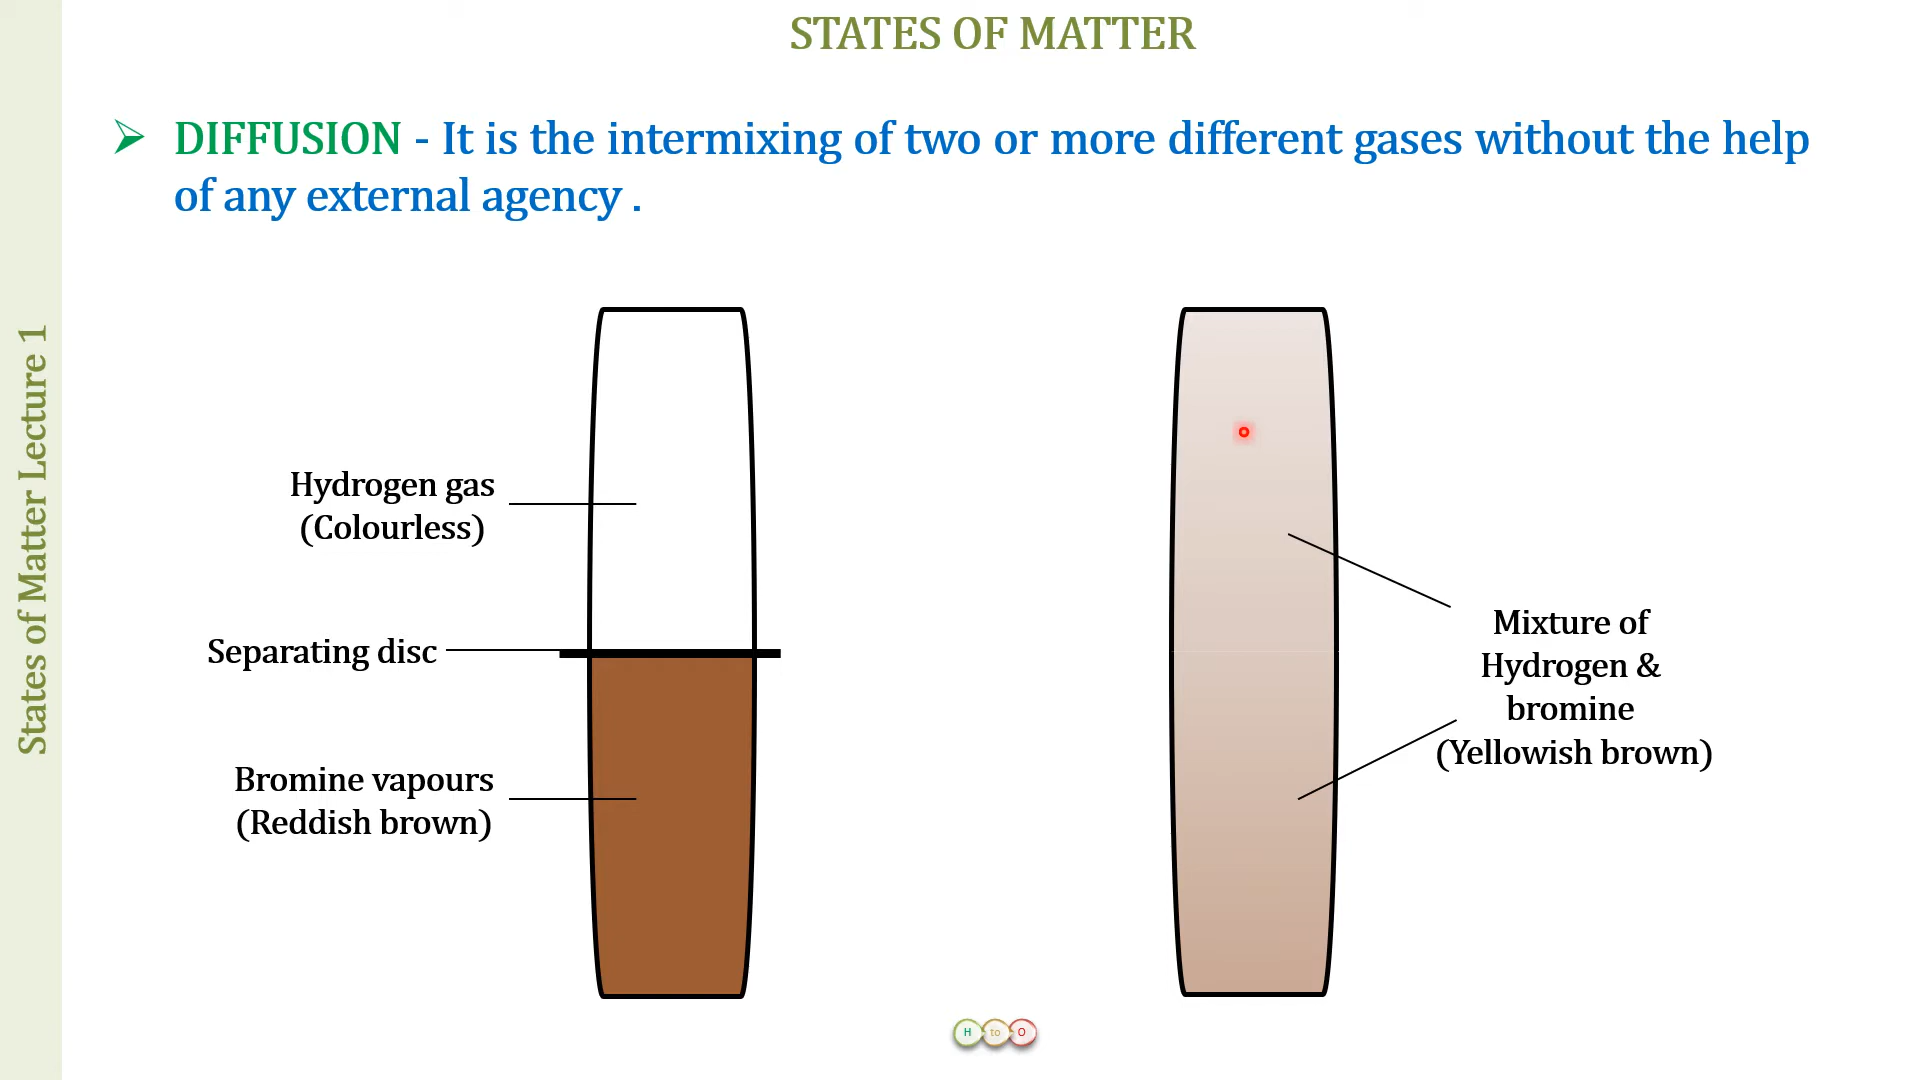 STATES OF MATTER
DIFFUSION - It is the intermixing of two or more different gases without the help
of any external agency .
States of Matter Lecture 1
Hydrogen gas
(Colourless)
Separating disc
Bromine vapours
(Reddish brown)
Mixture of
Hydrogen &
bromine
(Yellowish brown)
H to O